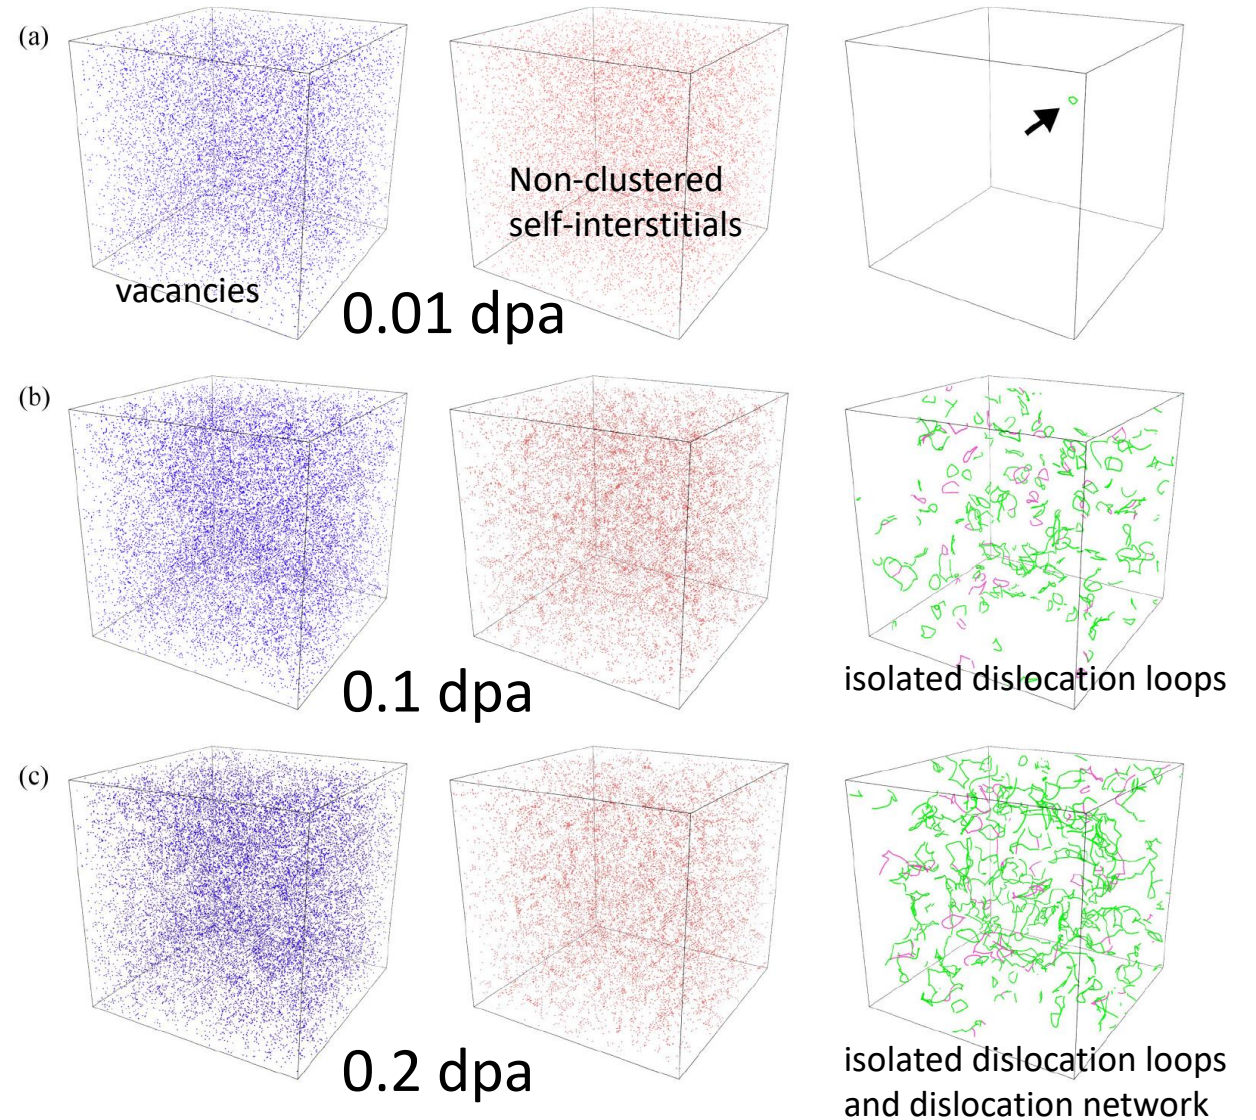 (a)
Non-clustered
self-interstitials
vacancies
0.01 dpa
(b)
0.1 dpa
isolated dislocation loops
(c)
0.2 dpa
isolated dislocation loops
and dislocation network